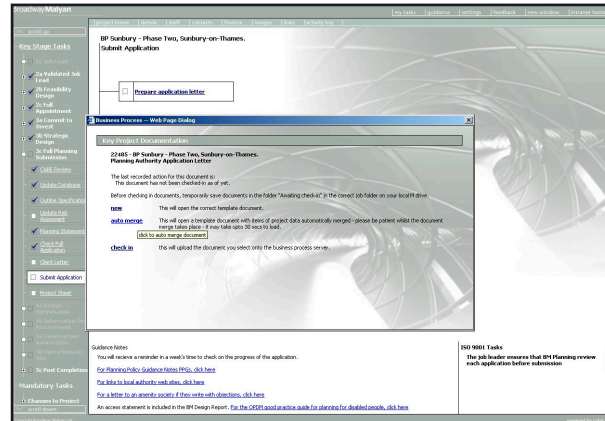 broadwayMalyan
my tasks | guidance | settings | feedback | new window | intranet home
project home | details | staff | contacts | finance | images | links | activity log
scroll up
Key Stage Tasks
BP Sunbury - Phase Two, Sunbury-on-Thames.
Submit Application
2a Validated Job Lead
2b Feasibility Design
2c Full Appointment
3a Commit to Invest
3b Strategic Design
3c Full Planning Submission
CABE Review
Update Database
Outline Specification
Update Risk
Planning Statement
Check Full Application
Client Letter
Submit Application
Project Sheet
5c Post Completion
Mandatory Tasks
Changes to Project
scroll down
Prepare application letter
Business Process -- Web Page Dialog
Key Project Documentation
22485 - BP Sunbury - Phase Two, Sunbury-on-Thames.
Planning Authority Application Letter
The last recorded action for this document is:
This document has not been checked-in as of yet.
Before checking in documents, temporarily save documents in the folder "Awaiting check-in" in the correct job folder on your local M drive.
new This will open the correct template document.
auto merge This will open a template document with items of project data automatically merged - please be patient whilst the document
merge takes place - it may take upto 30 secs to load.
click to auto merge document
check in this will upload the document you select onto the business process server.
Guidance Notes
You will recieve a reminder in a week's time to check on the progress of the application.
For Planning Policy Guidance Notes PPGs, click here
For links to local authority web sites, click here
For a letter to an amenity society if they write with objections, click here
An access statement is included in the BM Design Report. For the OPDM good practice guide for planning for disabled people, click here
ISO 9001 Tasks
The job leader ensures that BM Planning review
each application before submission